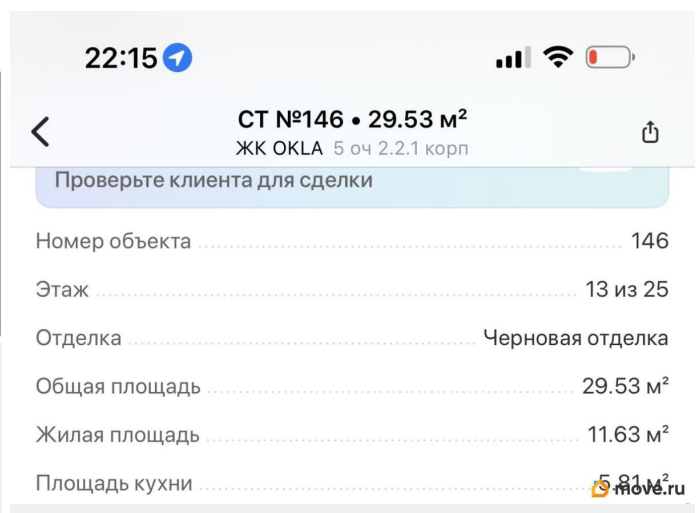 22:15
СТ №146 • 29.53 м²
ЖК OKLA 5 оч 2.2.1 корп
Проверьте клиента для сделки
Номер объекта 146
Этаж 13 из 25
Отделка Черновая отделка
Общая площадь 29.53 м²
Жилая площадь 11.63 м²
Площадь кухни 5.81 м²
move.ru